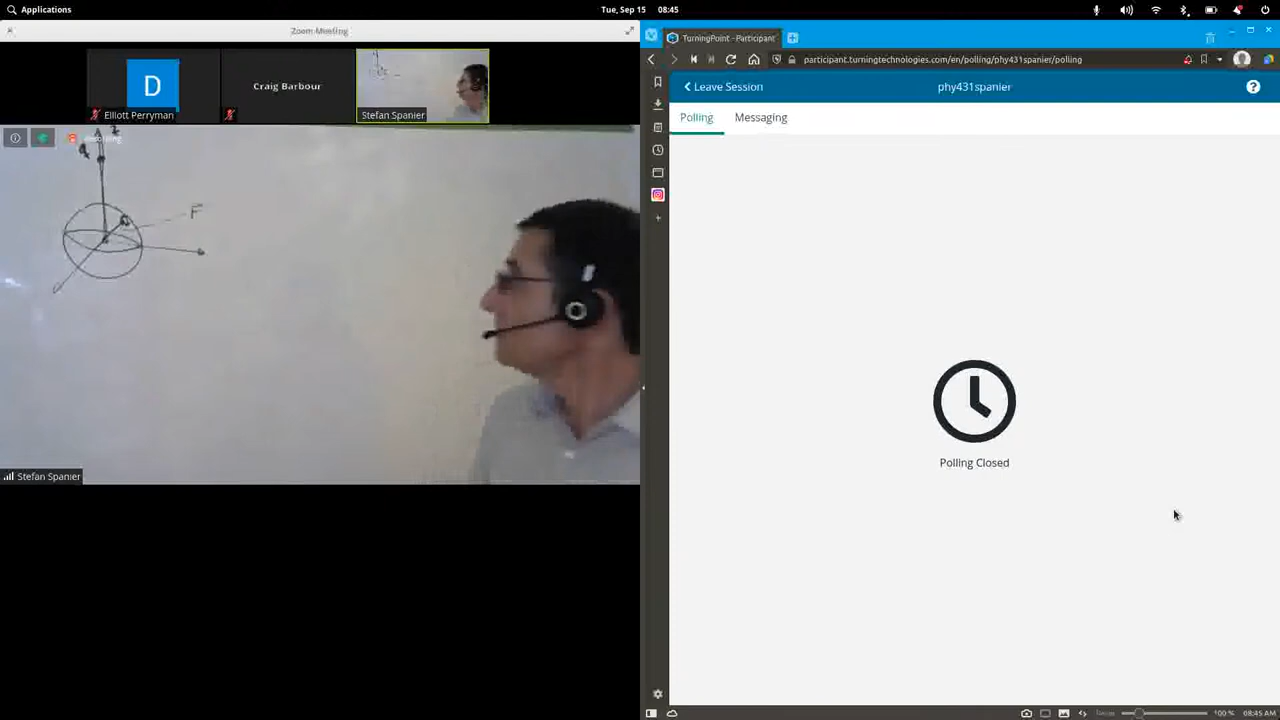 Applications
Tue, Sep 15 08:45
Zoom Meeting
D
Elliott Perryman
Craig Barbour
Stefan Spanier
F
Stefan Spanier
TurningPoint - Participant
participant.turningtechnologies.com/en/polling/phy431spanier/polling
Leave Session
phy431spanier
?
Polling
Messaging
Polling Closed
100 %
08:45 AM